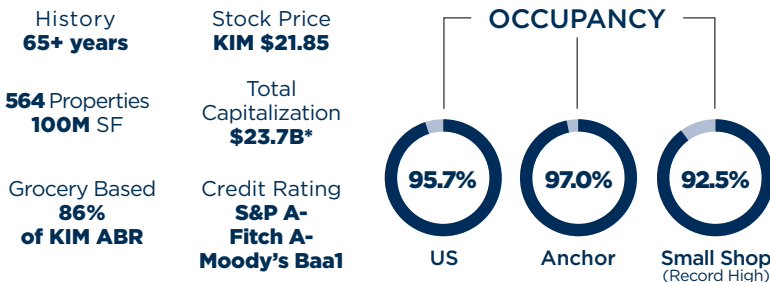 History
65+ years
Stock Price
KIM $21.85
564 Properties
100M SF
Total
Capitalization
$23.7B*
Grocery Based
86%
of KIM ABR
Credit Rating
S&P A-
Fitch A-
Moody's Baa1
OCCUPANCY
95.7%
US
97.0%
Anchor
92.5%
Small Shop
(Record High)